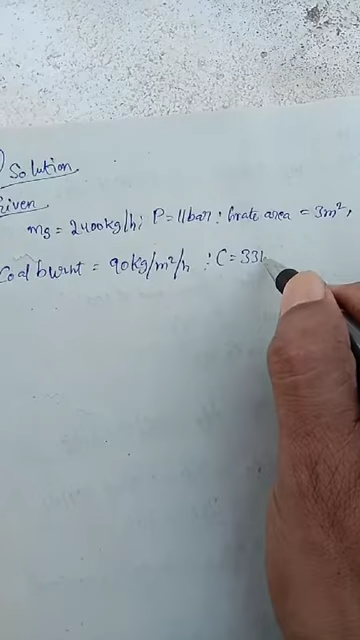 ) Solution
Given
ms = 2400kg/h; P = 11bar; Grate area = 3m²,
Coal burnt = 90kg/m²/h ; C = 33